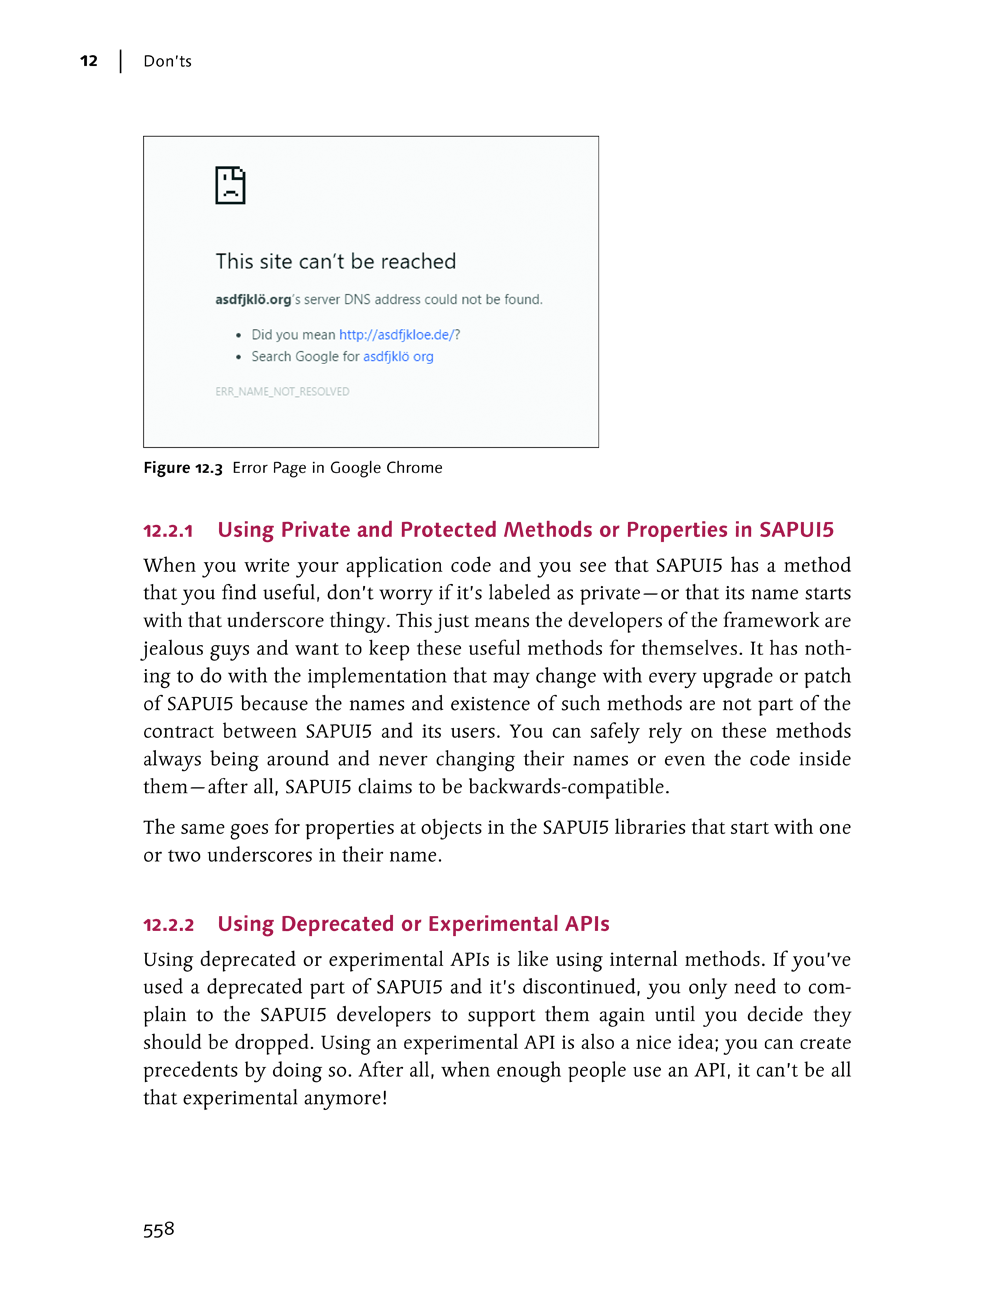 12 | Don't​s
This site can't be reached
asdfjklö.org's server DNS address could not be found.
• Did you mean http://asdfjkloe.de/?
• Search Google for asdfjklö org
ERR_NAME_NOT_RESOLVED
Figure 12.3 Error Page in Google Chrome
12.2.1 Using Private and Protected Methods or Properties in SAPUI5
When you write your application code and you see that SAPUI5 has a method
that you find useful, don't worry if it's labeled as private—or that its name starts
with that underscore thingy. This just means the developers of the framework are
jealous guys and want to keep these useful methods for themselves. It has noth-
ing to do with the implementation that may change with every upgrade or patch
of SAPUI5 because the names and existence of such methods are not part of the
contract between SAPUI5 and its users. You can safely rely on these methods
always being around and never changing their names or even the code inside
them—after all, SAPUI5 claims to be backwards-compatible.
The same goes for properties at objects in the SAPUI5 libraries that start with one
or two underscores in their name.
12.2.2 Using Deprecated or Experimental APIs
Using deprecated or experimental APIs is like using internal methods. If you've
used a deprecated part of SAPUI5 and it's discontinued, you only need to com-
plain to the SAPUI5 developers to support them again until you decide they
should be dropped. Using an experimental API is also a nice idea; you can create
precedents by doing so. After all, when enough people use an API, it can't be all
that experimental anymore!
558